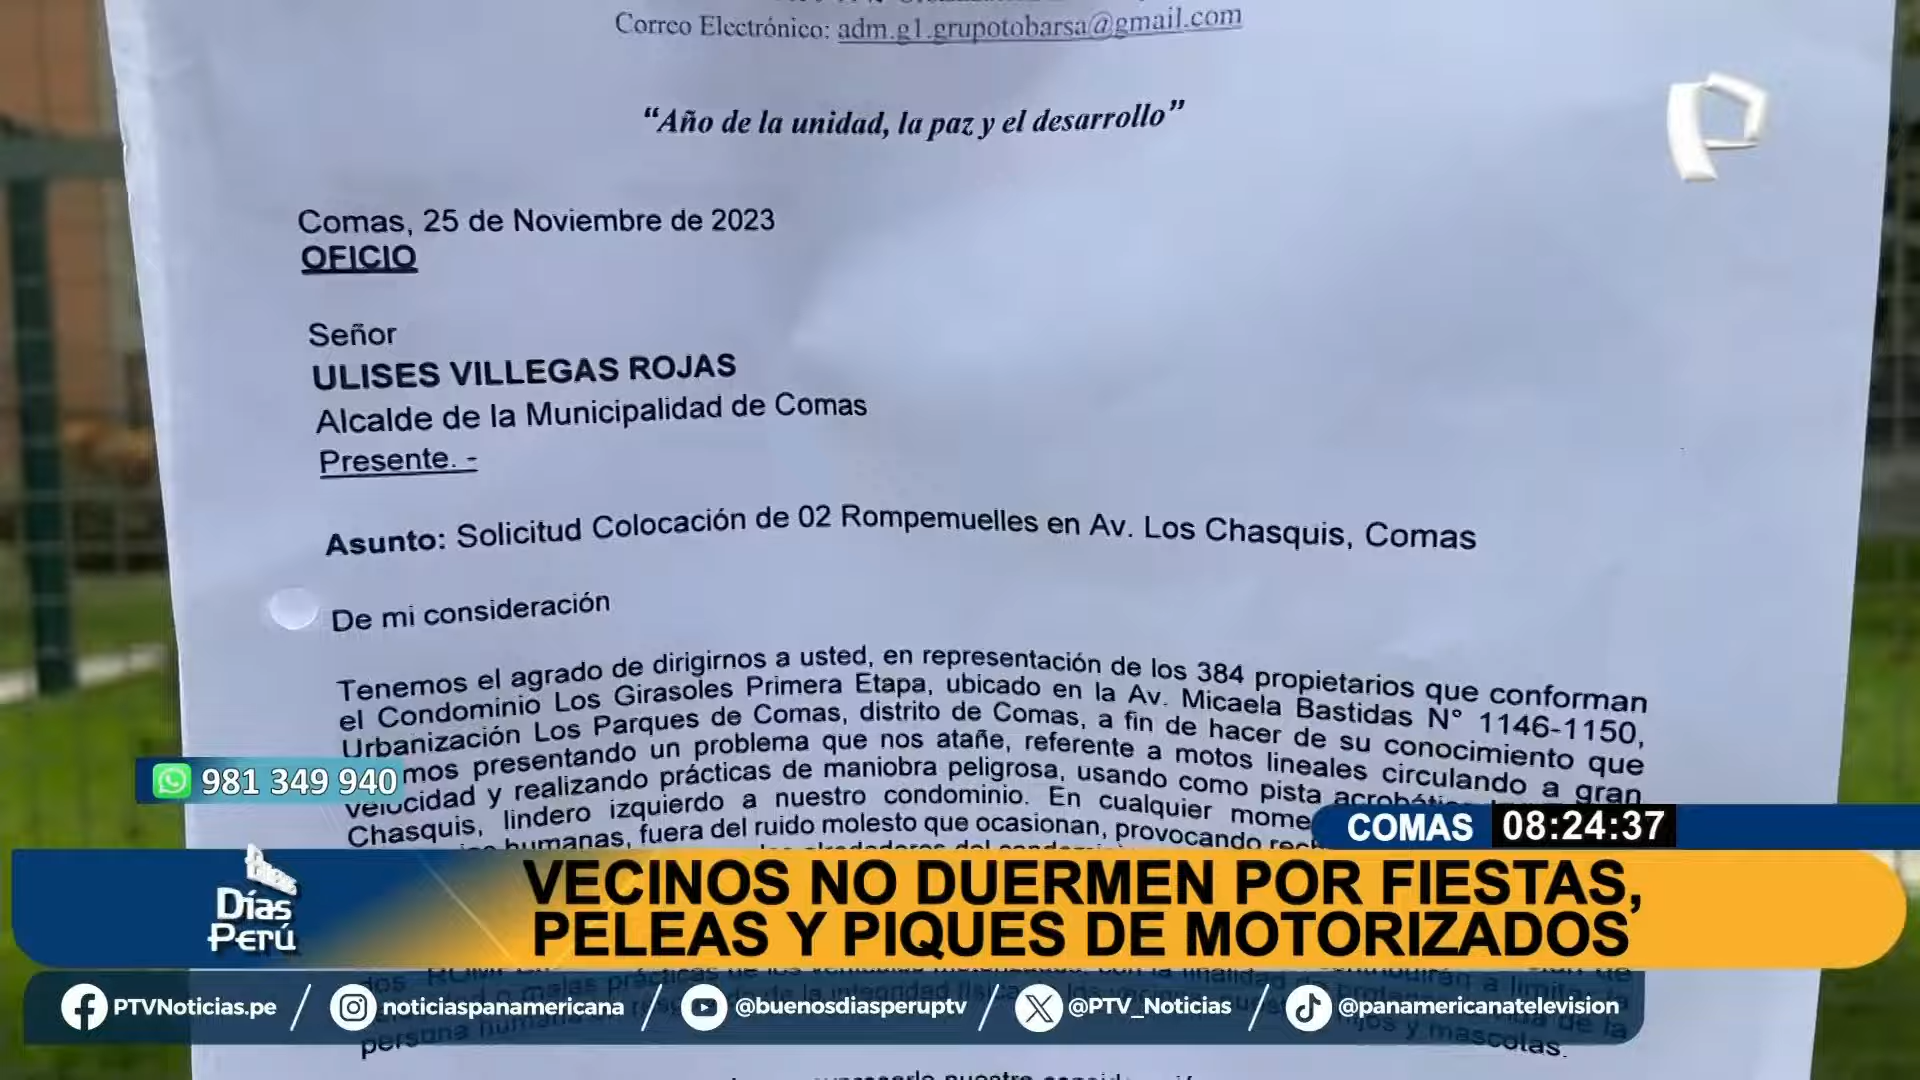 Correo Electrónico: adm.g1.grupotobarsa@gmail.com
“Año de la unidad, la paz y el desarrollo”
Comas, 25 de Noviembre de 2023
OFICIO
Señor
ULISES VILLEGAS ROJAS
Alcalde de la Municipalidad de Comas
Presente. -
Asunto: Solicitud Colocación de 02 Rompemuelles en Av. Los Chasquis, Comas
De mi consideración
Tenemos el agrado de dirigirnos a usted, en representación de los 384 propietarios que conforman
el Condominio Los Girasoles Primera Etapa, ubicado en la Av. Micaela Bastidas N° 1146-1150,
Urbanización Los Parques de Comas, distrito de Comas, a fin de hacer de su conocimiento que
mos presentando un problema que nos atañe, referente a motos lineales circulando a gran
velocidad y realizando prácticas de maniobra peligrosa, usando como pista
Chasquis, lindero izquierdo a nuestro condominio. En cualquier
humanas, fuera del ruido molesto que ocasionan, provocando
981 349 940
COMAS 08:24:37
Buenos
Días
Perú
VECINOS NO DUERMEN POR FIESTAS,
PELEAS Y PIQUES DE MOTORIZADOS
PTVNoticias.pe / noticiaspanamericana / @buenosdiasperuptv / @PTV_Noticias / @panamericanatelevision
persona humana
y mascotas.